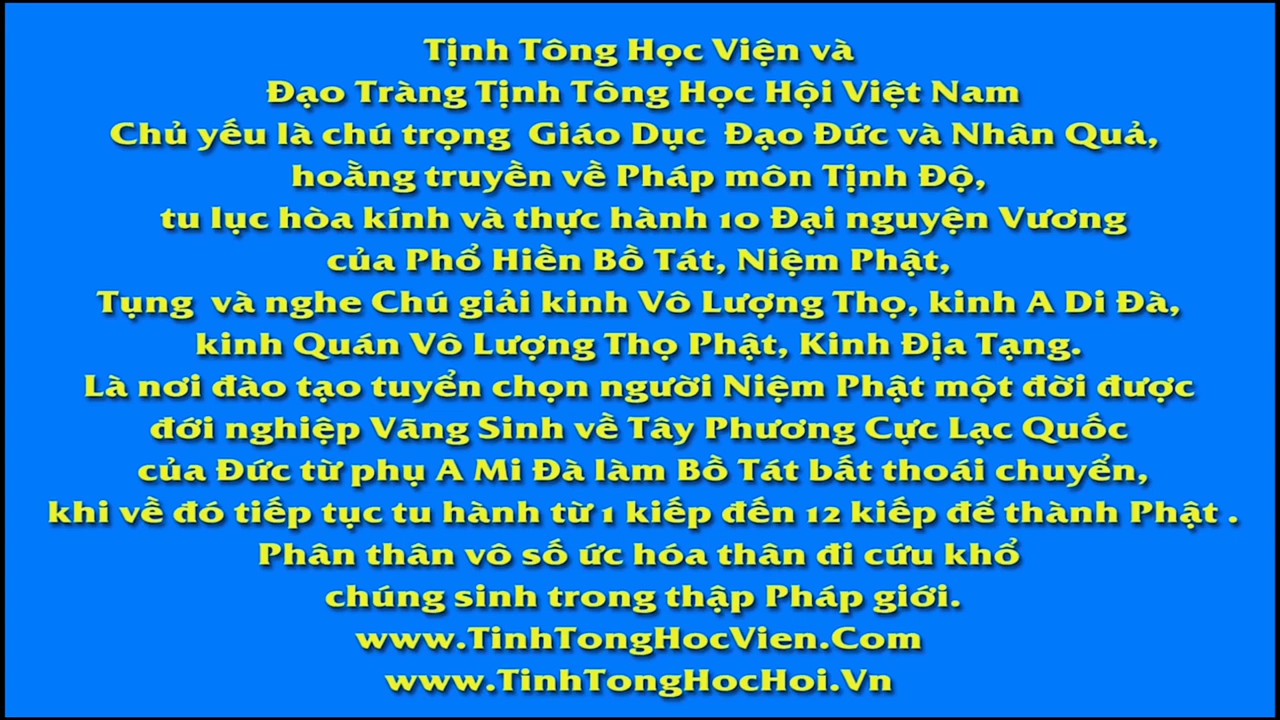 Tịnh Tông Học Viện và
Đạo Tràng Tịnh Tông Học Hội Việt Nam
Chủ yếu là chú trọng Giáo Dục Đạo Đức và Nhân Quả,
hoằng truyền về Pháp môn Tịnh Độ,
tu lục hòa kính và thực hành 10 Đại nguyện Vương
của Phổ Hiền Bồ Tát, Niệm Phật,
Tụng và nghe Chú giải kinh Vô Lượng Thọ, kinh A Di Đà,
kinh Quán Vô Lượng Thọ Phật, Kinh Địa Tạng.
Là nơi đào tạo tuyển chọn người Niệm Phật một đời được
đới nghiệp Vãng Sinh về Tây Phương Cực Lạc Quốc
của Đức từ phụ A Mi Đà làm Bồ Tát bất thoái chuyển,
khi về đó tiếp tục tu hành từ 1 kiếp đến 12 kiếp để thành Phật .
Phân thân vô số ức hóa thân đi cứu khổ
chúng sinh trong thập Pháp giới.
www.TinhTongHocVien.Com
www.TinhTongHocHoi.Vn